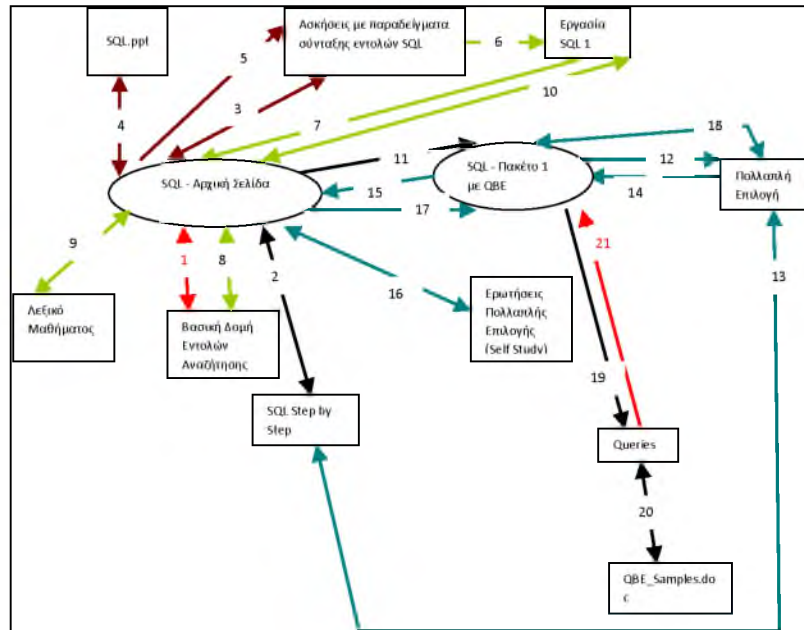 SQL.ppt
Ασκήσεις με παραδείγματα
σύνταξης εντολών SQL
Εργασία
SQL 1
5
6
4
3
7
10
18
11
12
SQL - Αρχική Σελίδα
SQL - Πακέτο 1
με QBE
Πολλαπλή
Επιλογή
15
14
17
9
1
8
2
16
21
13
Λεξικό
Μαθήματος
Βασική Δομή
Εντολών
Αναζήτησης
Ερωτήσεις
Πολλαπλής
Επιλογής
(Self Study)
19
SQL Step by
Step
Queries
20
QBE_Samples.do
c